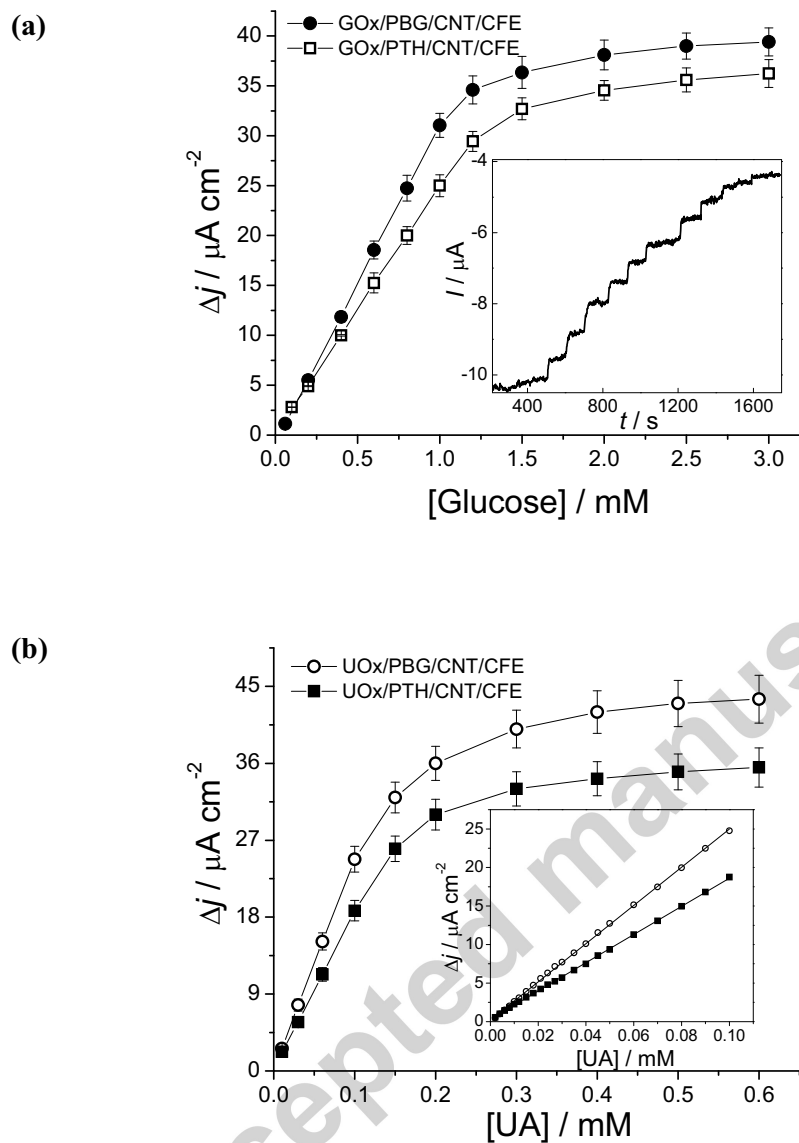 (a)
GOx/PBG/CNT/CFE
GOx/PTH/CNT/CFE
40
35
30
25
20
15
10
5
0
Δj / μA cm⁻²
0.0 0.5 1.0 1.5 2.0 2.5 3.0
[Glucose] / mM
-4
-6
-8
-10
I / μA
400 800 1200 1600
t / s
(b)
UOx/PBG/CNT/CFE
UOx/PTH/CNT/CFE
45
36
27
18
9
0
Δj / μA cm⁻²
0.0 0.1 0.2 0.3 0.4 0.5 0.6
[UA] / mM
25
20
15
10
5
0
Δj / μA cm⁻²
0.00 0.02 0.04 0.06 0.08 0.10
[UA] / mM
epted manus